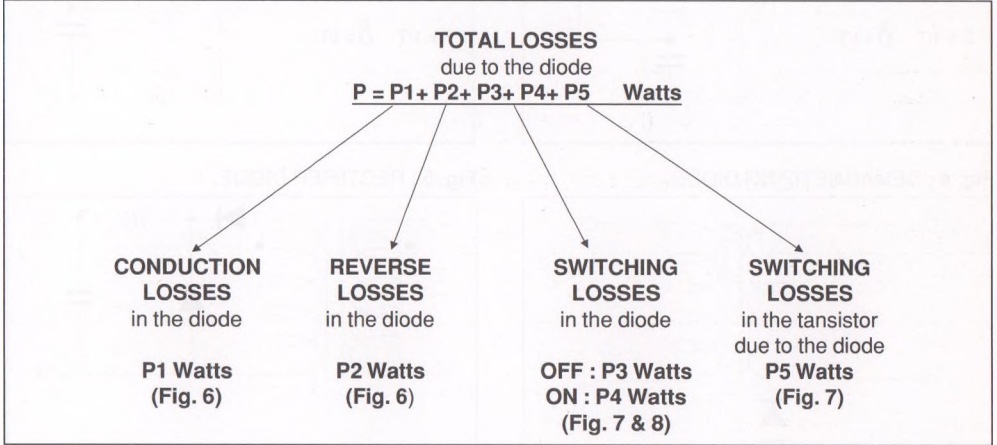 TOTAL LOSSES
due to the diode
P = P1+ P2+ P3+ P4+ P5 Watts
CONDUCTION
LOSSES
in the diode
P1 Watts
(Fig. 6)
REVERSE
LOSSES
in the diode
P2 Watts
(Fig. 6)
SWITCHING
LOSSES
in the diode
OFF : P3 Watts
ON : P4 Watts
(Fig. 7 & 8)
SWITCHING
LOSSES
in the tansistor
due to the diode
P5 Watts
(Fig. 7)